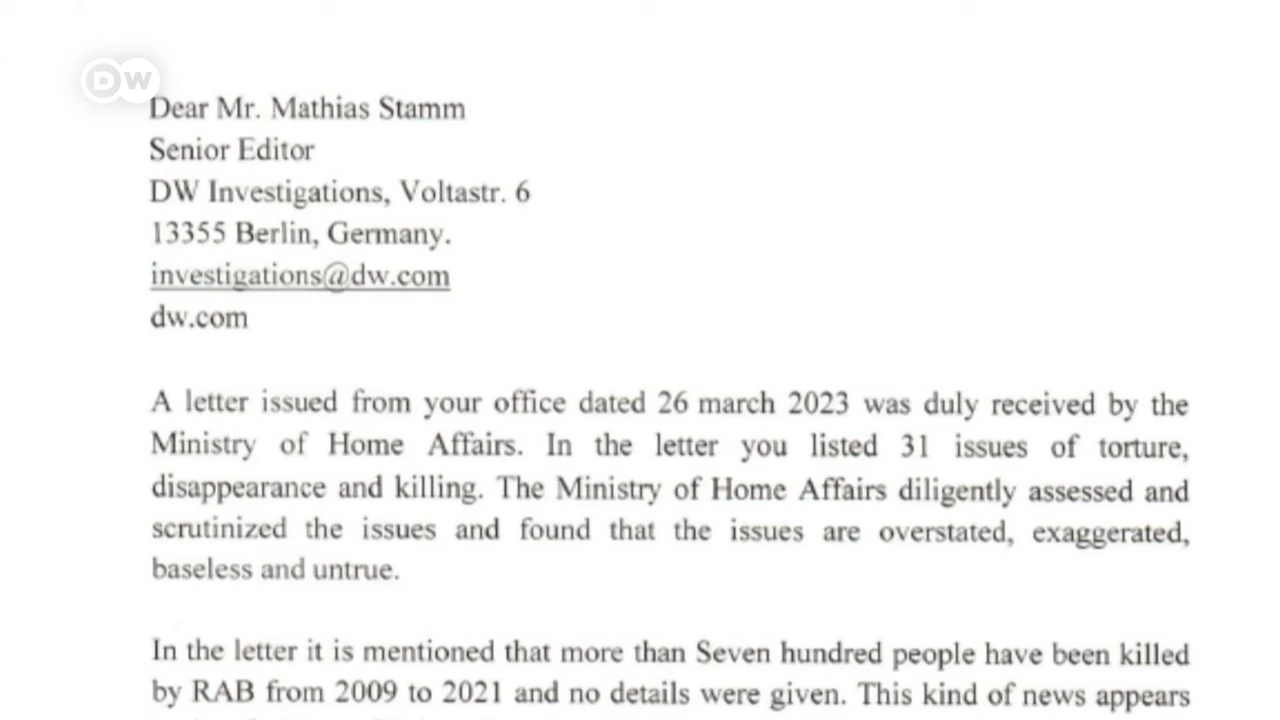 DW
Dear Mr. Mathias Stamm
Senior Editor
DW Investigations, Voltastr. 6
13355 Berlin, Germany.
investigations@dw.com
dw.com
A letter issued from your office dated 26 march 2023 was duly received by the
Ministry of Home Affairs. In the letter you listed 31 issues of torture,
disappearance and killing. The Ministry of Home Affairs diligently assessed and
scrutinized the issues and found that the issues are overstated, exaggerated,
baseless and untrue.
In the letter it is mentioned that more than Seven hundred people have been killed
by RAB from 2009 to 2021 and no details were given. This kind of news appears